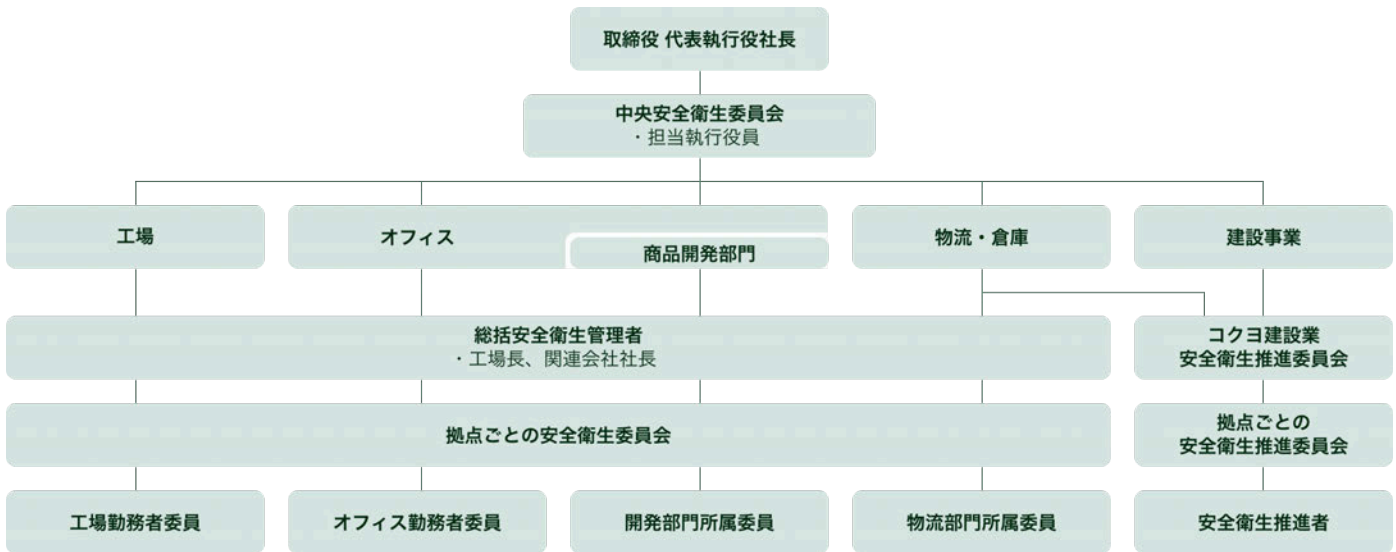 取締役 代表執行役社長
中央安全衛生委員会
・担当執行役員
工場
オフィス
商品開発部門
物流・倉庫
建設事業
総括安全衛生管理者
・工場長、関連会社社長
コクヨ建設業
安全衛生推進委員会
拠点ごとの安全衛生委員会
拠点ごとの
安全衛生推進委員会
工場勤務者委員
オフィス勤務者委員
開発部門所属委員
物流部門所属委員
安全衛生推進者